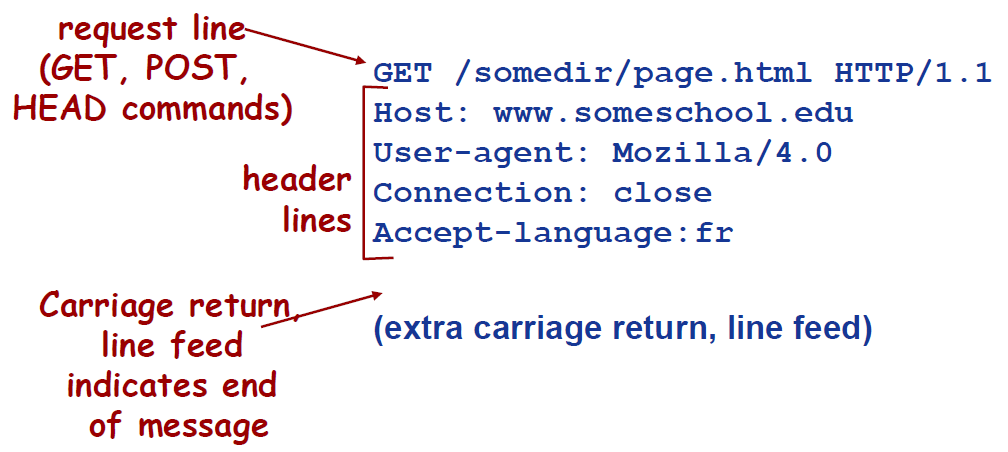 request line
(GET, POST,
HEAD commands)
GET /somedir/page.html HTTP/1.1
Host: www.someschool.edu
User-agent: Mozilla/4.0
Connection: close
Accept-language:fr
header
lines
Carriage return,
line feed
indicates end
of message
(extra carriage return, line feed)